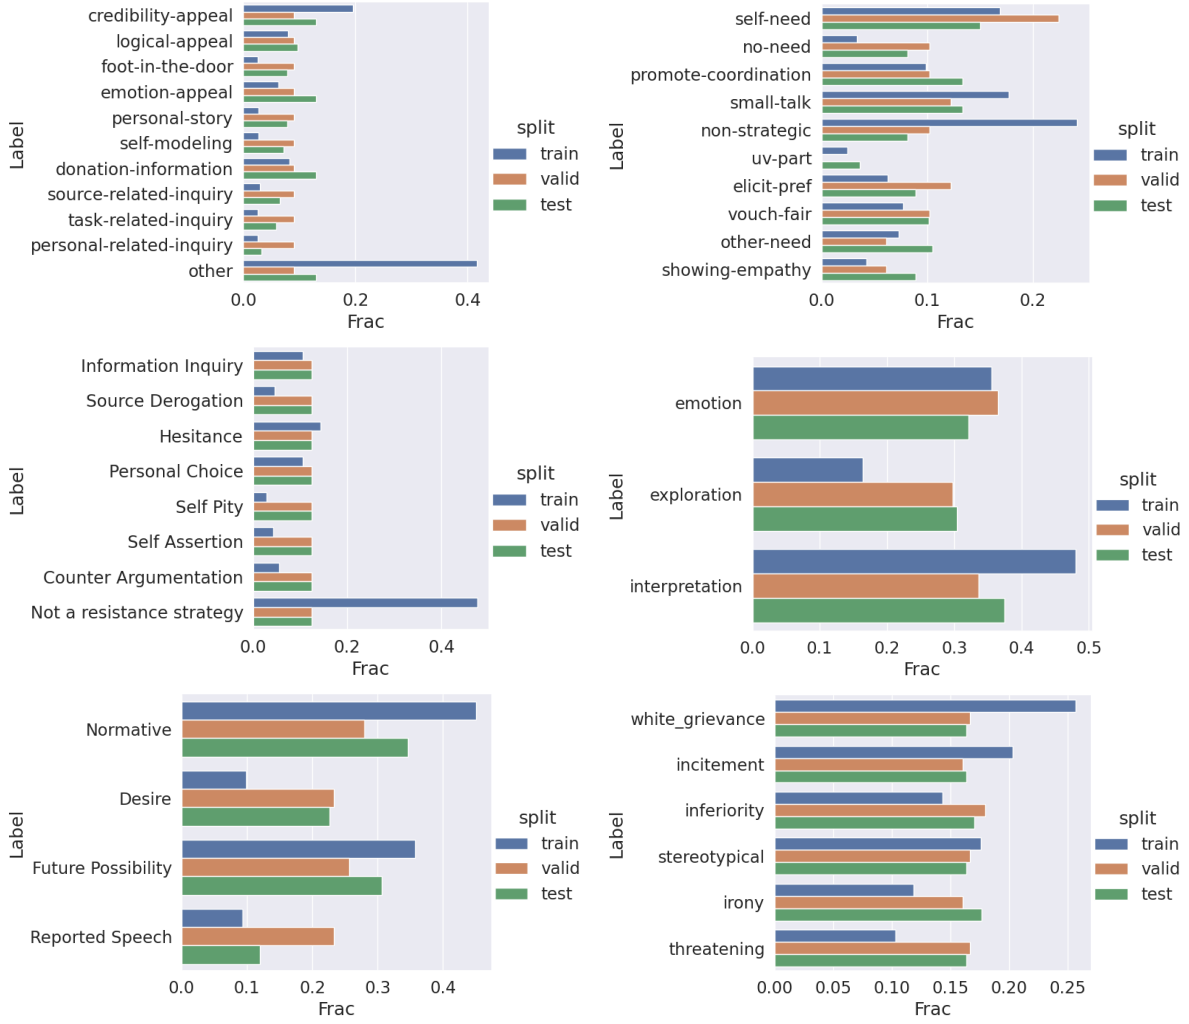 credibility-appeal
logical-appeal
foot-in-the-door
emotion-appeal
personal-story
self-modeling
donation-information
source-related-inquiry
task-related-inquiry
personal-related-inquiry
other
Label
0.0 0.2 0.4
Frac
split
train
valid
test
self-need
no-need
promote-coordination
small-talk
non-strategic
uv-part
elicit-pref
vouch-fair
other-need
showing-empathy
Label
0.0 0.1 0.2
Frac
split
train
valid
test
Information Inquiry
Source Derogation
Hesitance
Personal Choice
Self Pity
Self Assertion
Counter Argumentation
Not a resistance strategy
Label
0.0 0.2 0.4
Frac
split
train
valid
test
emotion
exploration
interpretation
Label
0.0 0.1 0.2 0.3 0.4 0.5
Frac
split
train
valid
test
Normative
Desire
Future Possibility
Reported Speech
Label
0.0 0.1 0.2 0.3 0.4
Frac
split
train
valid
test
white_grievance
incitement
inferiority
stereotypical
irony
threatening
Label
0.00 0.05 0.10 0.15 0.20 0.25
Frac
split
train
valid
test